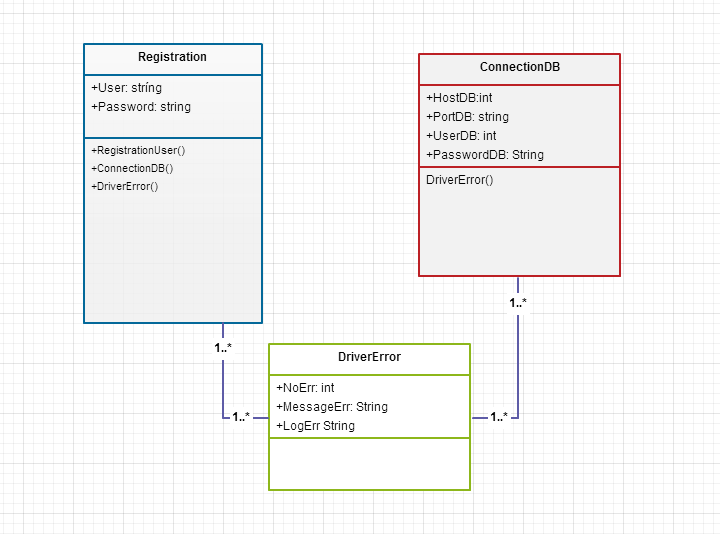 Registration
+User: stríng
+Password: string
+RegistrationUser()
+ConnectionDB()
+DriverError()
ConnectionDB
+HostDB:int
+PortDB: string
+UserDB: int
+PasswordDB: String
DriverError()
1..*
1..*
DriverError
+NoErr: int
+MessageErr: String
+LogErr String
1..*
1..*